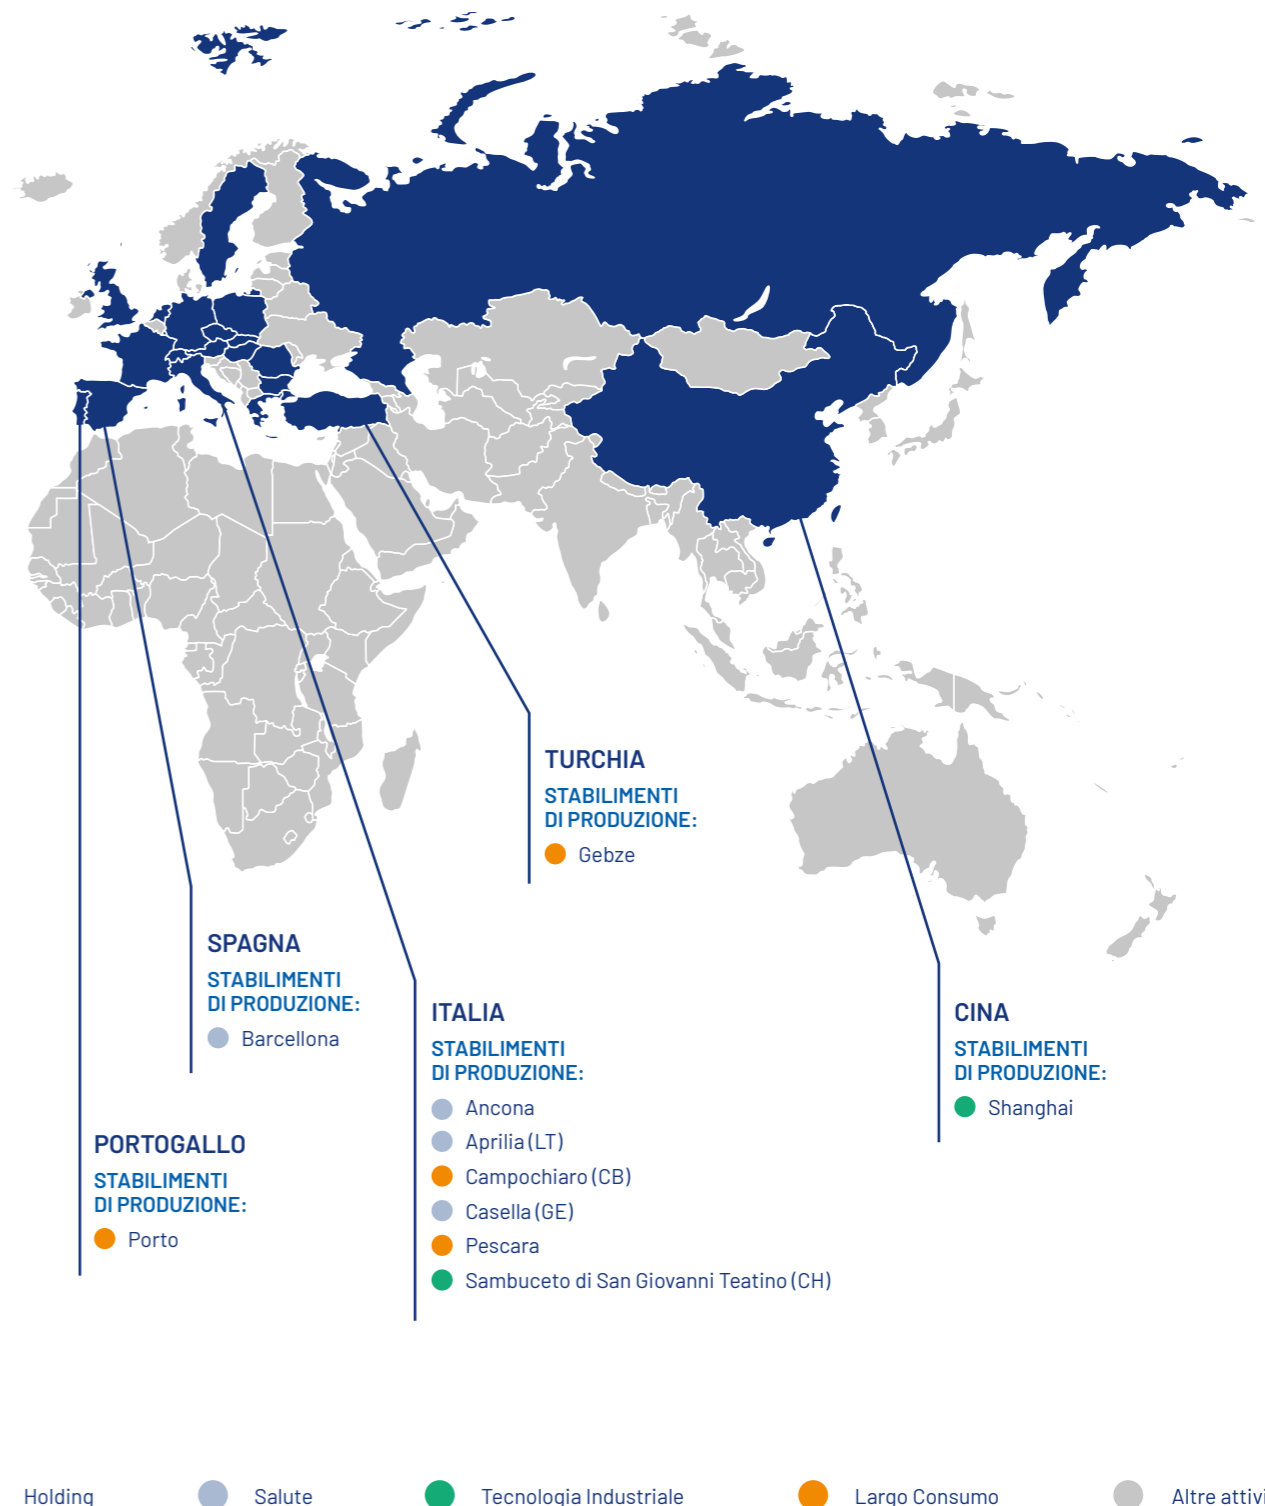 TURCHIA
STABILIMENTI
DI PRODUZIONE:
Gebze
SPAGNA
STABILIMENTI
DI PRODUZIONE:
Barcellona
ITALIA
STABILIMENTI
DI PRODUZIONE:
Ancona
Aprilia (LT)
Campochiaro (CB)
Casella (GE)
Pescara
Sambuceto di San Giovanni Teatino (CH)
CINA
STABILIMENTI
DI PRODUZIONE:
Shanghai
PORTOGALLO
STABILIMENTI
DI PRODUZIONE:
Porto
Holding Salute Tecnologia Industriale Largo Consumo Altre